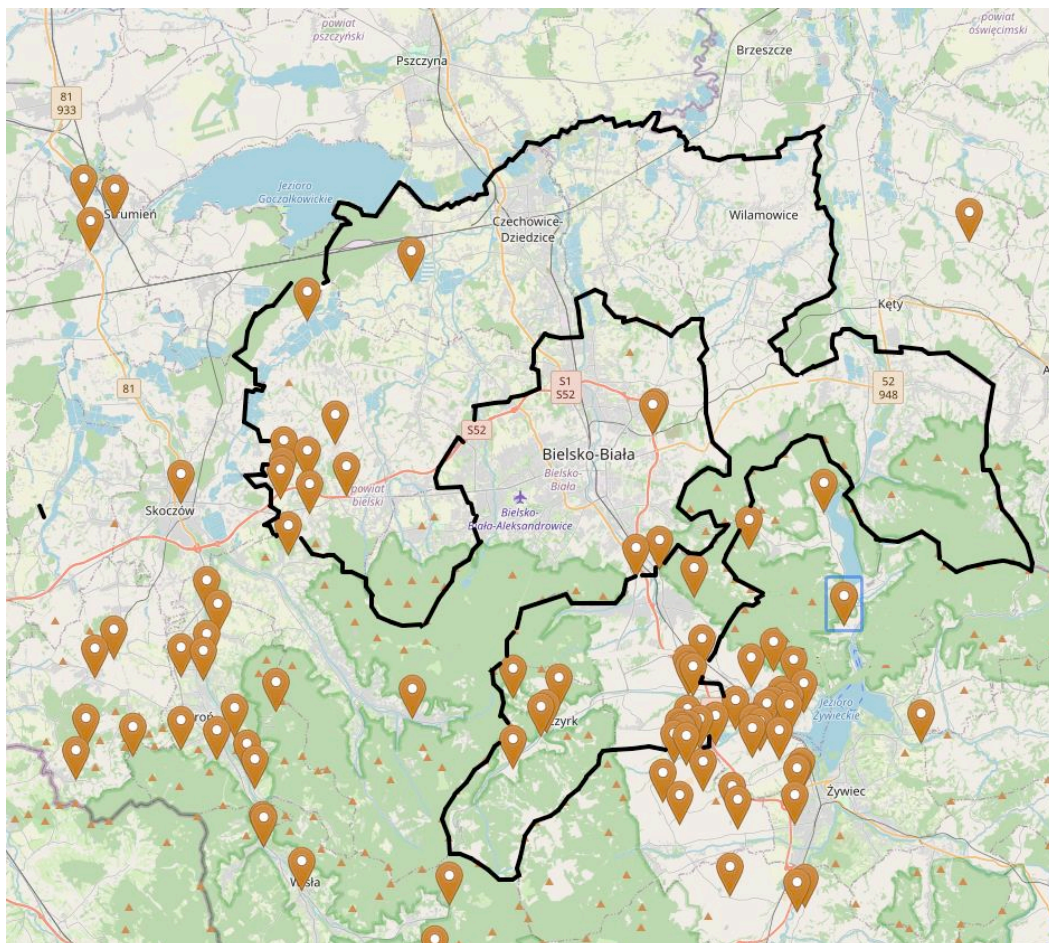 powiat
pszczyński
powiat
oświęcimski
Brzeszcze
Pszczyna
81
933
Jezioro
Goczałkowickie
Strumień
Czechowice-
Dziedzice
Wilamowice
Kęty
81
S1
S52
52
948
S52
Bielsko-Biała
Bielsko-
Biała
powiat
bielski
Bielsko-
Biała-Aleksandrowice
Skoczów
Jezioro
Żywieckie
Żywiec